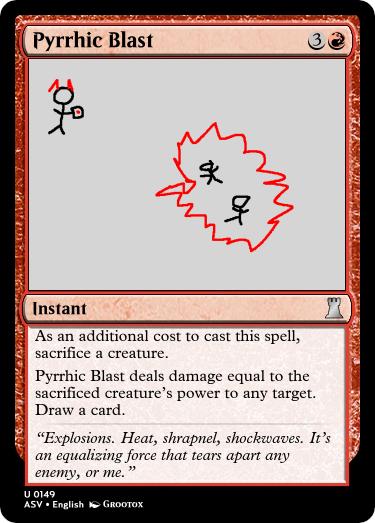 Pyrrhic Blast 3
Instant
As an additional cost to cast this spell,
sacrifice a creature.
Pyrrhic Blast deals damage equal to the
sacrificed creature's power to any target.
Draw a card.
“Explosions. Heat, shrapnel, shockwaves. It's
an equalizing force that tears apart any
enemy, or me.”
U 0149
ASV • English Grootox